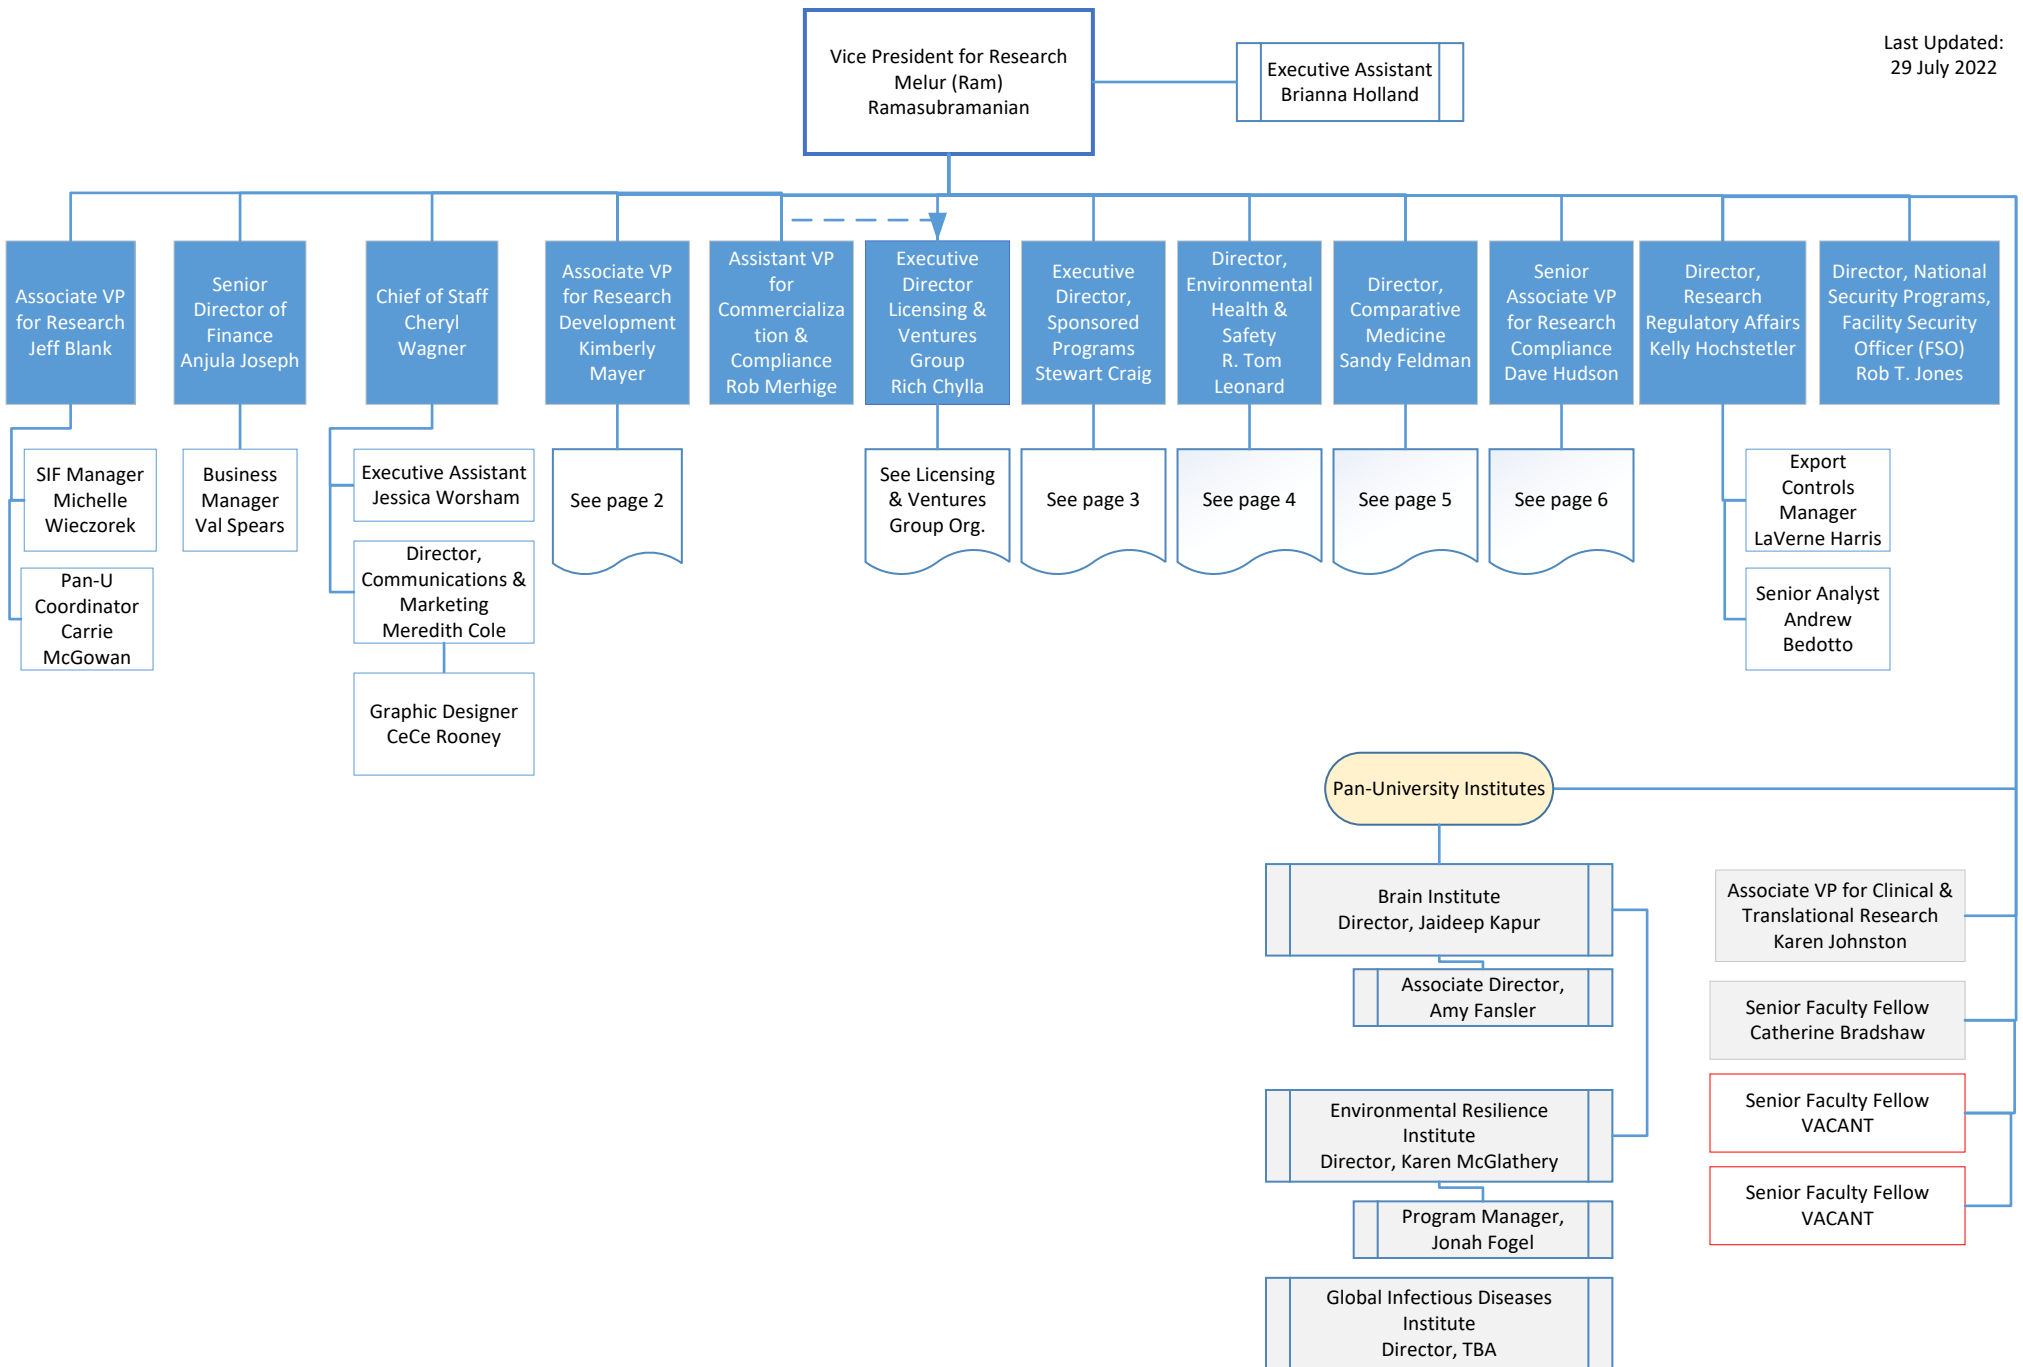 Vice President for Research
Melur (Ram)
Ramasubramanian
Executive Assistant
Brianna Holland
Last Updated:
29 July 2022
Associate VP
for Research
Jeff Blank
Senior
Director of
Finance
Anjula Joseph
Chief of Staff
Cheryl
Wagner
Associate VP
for Research
Development
Kimberly
Mayer
Assistant VP
for
Commercializa
tion &
Compliance
Rob Merhige
Executive
Director
Licensing &
Ventures
Group
Rich Chylla
Executive
Director,
Sponsored
Programs
Stewart Craig
Director,
Environmental
Health &
Safety
R. Tom
Leonard
Director,
Comparative
Medicine
Sandy Feldman
Senior
Associate VP
for Research
Compliance
Dave Hudson
Director,
Research
Regulatory Affairs
Kelly Hochstetler
Director, National
Security Programs,
Facility Security
Officer (FSO)
Rob T. Jones
SIF Manager
Michelle
Wieczorek
Business
Manager
Val Spears
Executive Assistant
Jessica Worsham
See page 2
See Licensing
& Ventures
Group Org.
See page 3
See page 4
See page 5
See page 6
Export
Controls
Manager
LaVerne Harris
Pan-U
Coordinator
Carrie
McGowan
Director,
Communications &
Marketing
Meredith Cole
Senior Analyst
Andrew
Bedotto
Graphic Designer
CeCe Rooney
Pan-University Institutes
Brain Institute
Director, Jaideep Kapur
Associate Director,
Amy Fansler
Environmental Resilience
Institute
Director, Karen McGlathery
Program Manager,
Jonah Fogel
Global Infectious Diseases
Institute
Director, TBA
Associate VP for Clinical &
Translational Research
Karen Johnston
Senior Faculty Fellow
Catherine Bradshaw
Senior Faculty Fellow
VACANT
Senior Faculty Fellow
VACANT